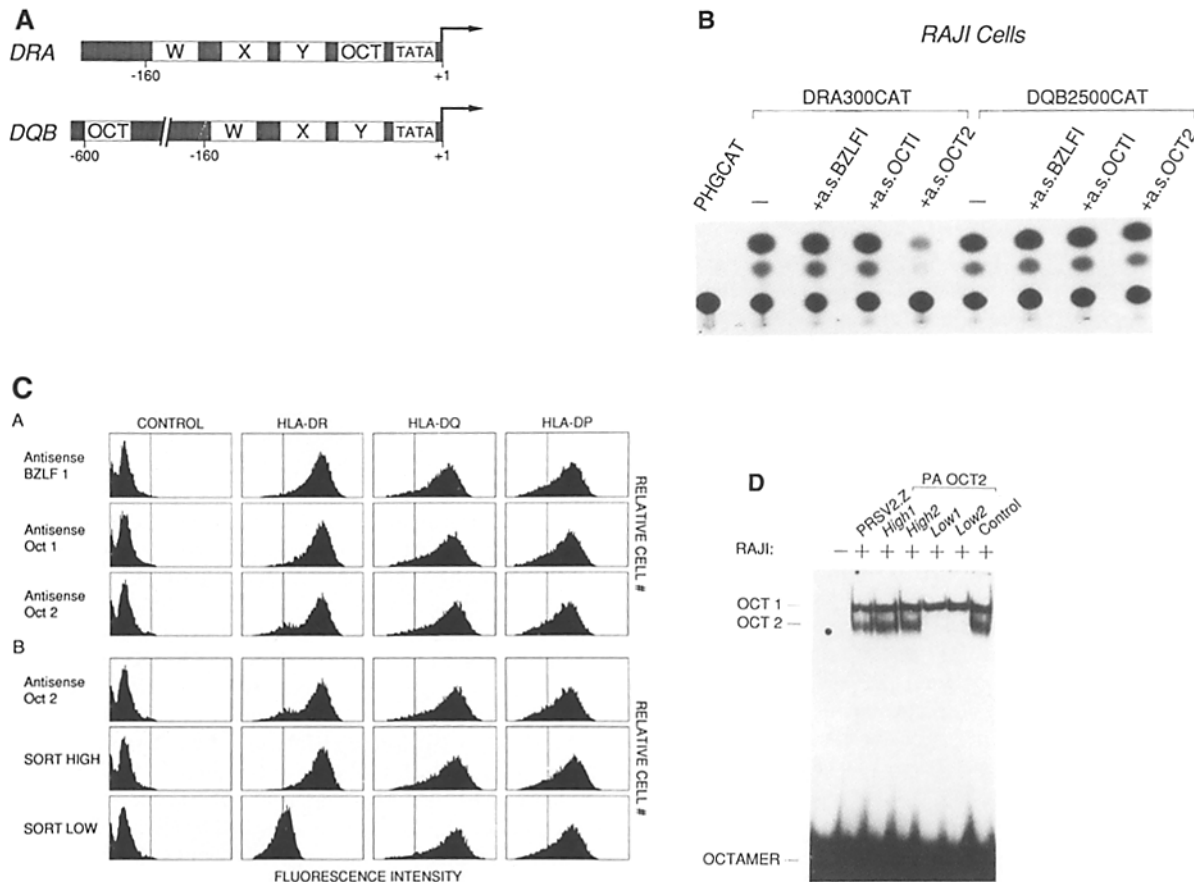 A
DRA
W X Y OCT TATA
-160 +1
DQB
OCT W X Y TATA
-600 -160 +1
B
RAJI Cells
DRA300CAT DQB2500CAT
PHGCAT — +a.s.BZLFI +a.s.OCTI +a.s.OCT2 — +a.s.BZLFI +a.s.OCTI +a.s.OCT2
C
A
CONTROL HLA-DR HLA-DQ HLA-DP
Antisense
BZLF 1
Antisense
Oct 1
Antisense
Oct 2
RELATIVE CELL #
B
Antisense
Oct 2
SORT HIGH
SORT LOW
RELATIVE CELL #
FLUORESCENCE INTENSITY
D
PA OCT2
PRSV2.Z High1 High2 Low1 Low2 Control
RAJI: — + + + + + +
OCT 1
OCT 2
OCTAMER